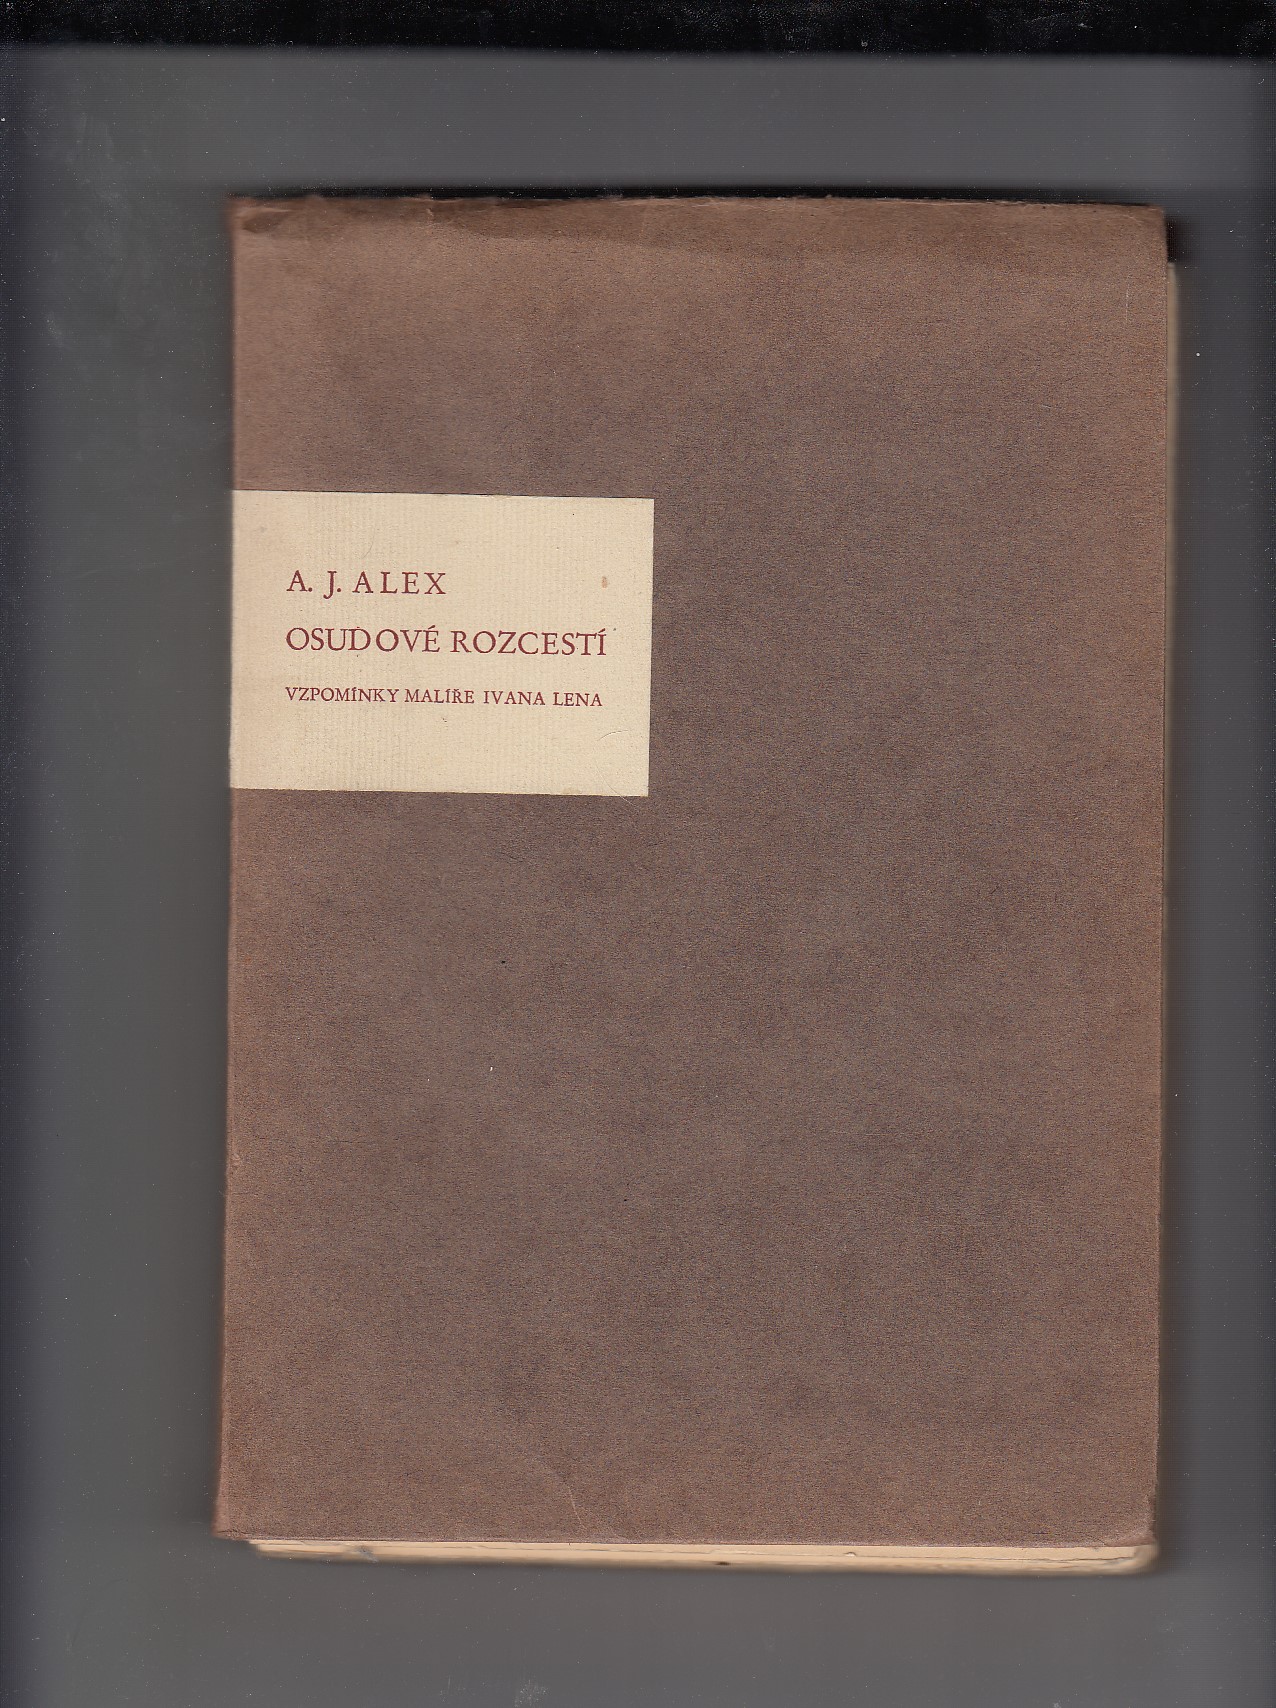 A. J. ALEX
OSUDOVÉ ROZCESTÍ
VZPOMÍNKY MALÍŘE IVANA LENA